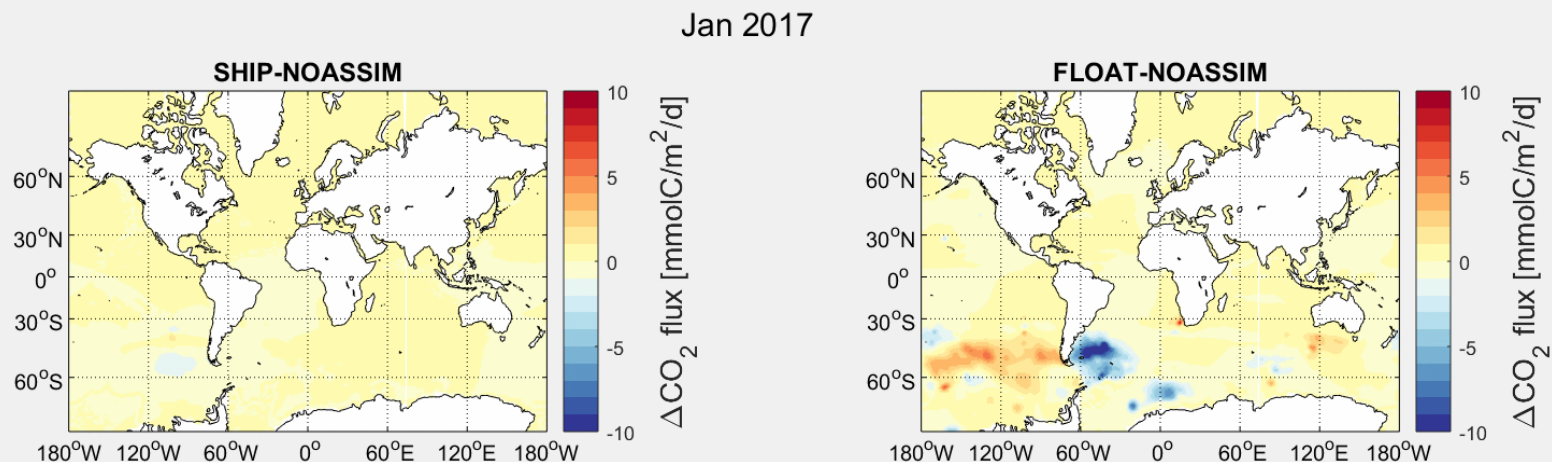 Jan 2017
SHIP-NOASSIM
60°N
30°N
0°
30°S
60°S
180°W 120°W 60°W 0° 60°E 120°E 180°W
10
5
0
-5
-10
ΔCO₂ flux [mmolC/m²/d]
FLOAT-NOASSIM
60°N
30°N
0°
30°S
60°S
180°W 120°W 60°W 0° 60°E 120°E 180°W
10
5
0
-5
-10
ΔCO₂ flux [mmolC/m²/d]